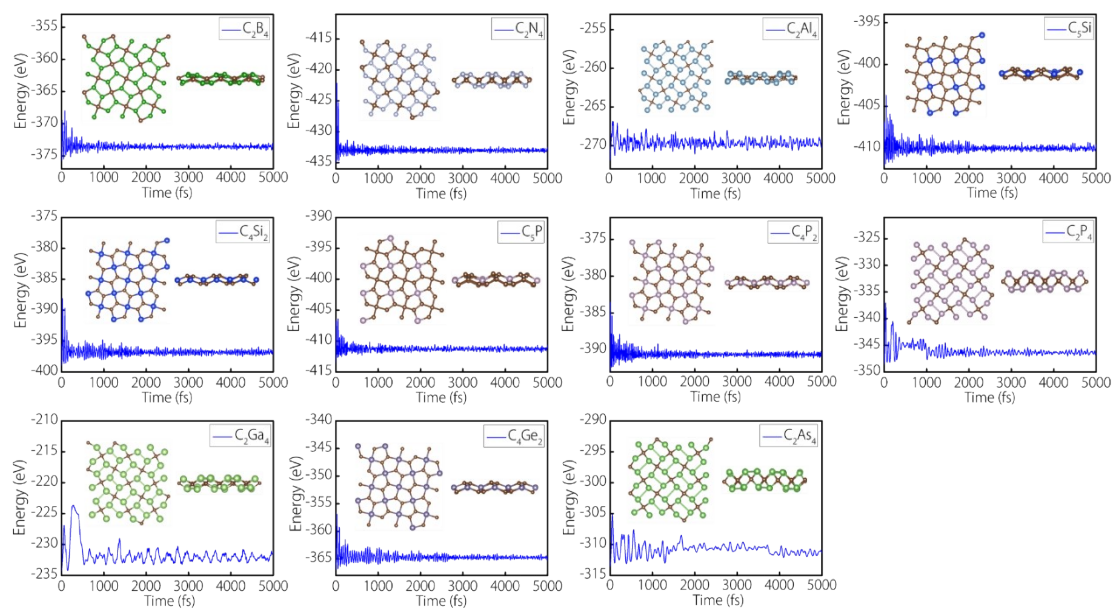 C₂B₄
Energy (eV)
-355
-363
-365
-370
-375
0 1000 2000 3000 4000 5000
Time (fs)
C₂N₄
Energy (eV)
-415
-420
-425
-433
-435
0 1000 2000 3000 4000 5000
Time (fs)
C₂Al₄
Energy (eV)
-253
-255
-260
-265
-270
0 1000 2000 3000 4000 5000
Time (fs)
C₅Si
Energy (eV)
-395
-400
-405
-410
0 1000 2000 3000 4000 5000
Time (fs)
C₄Si₂
Energy (eV)
-375
-380
-385
-390
-395
-400
0 1000 2000 3000 4000 5000
Time (fs)
C₅P
Energy (eV)
-390
-395
-400
-405
-410
-415
0 1000 2000 3000 4000 5000
Time (fs)
C₄P₂
Energy (eV)
-375
-380
-385
-390
0 1000 2000 3000 4000 5000
Time (fs)
C₂P₄
Energy (eV)
-325
-333
-335
-340
-345
-350
0 1000 2000 3000 4000 5000
Time (fs)
C₂Ga₄
Energy (eV)
-210
-215
-220
-225
-230
-235
0 1000 2000 3000 4000 5000
Time (fs)
C₄Ge₂
Energy (eV)
-340
-345
-350
-355
-360
-365
0 1000 2000 3000 4000 5000
Time (fs)
C₂As₄
Energy (eV)
-290
-295
-300
-305
-310
-315
0 1000 2000 3000 4000 5000
Time (fs)